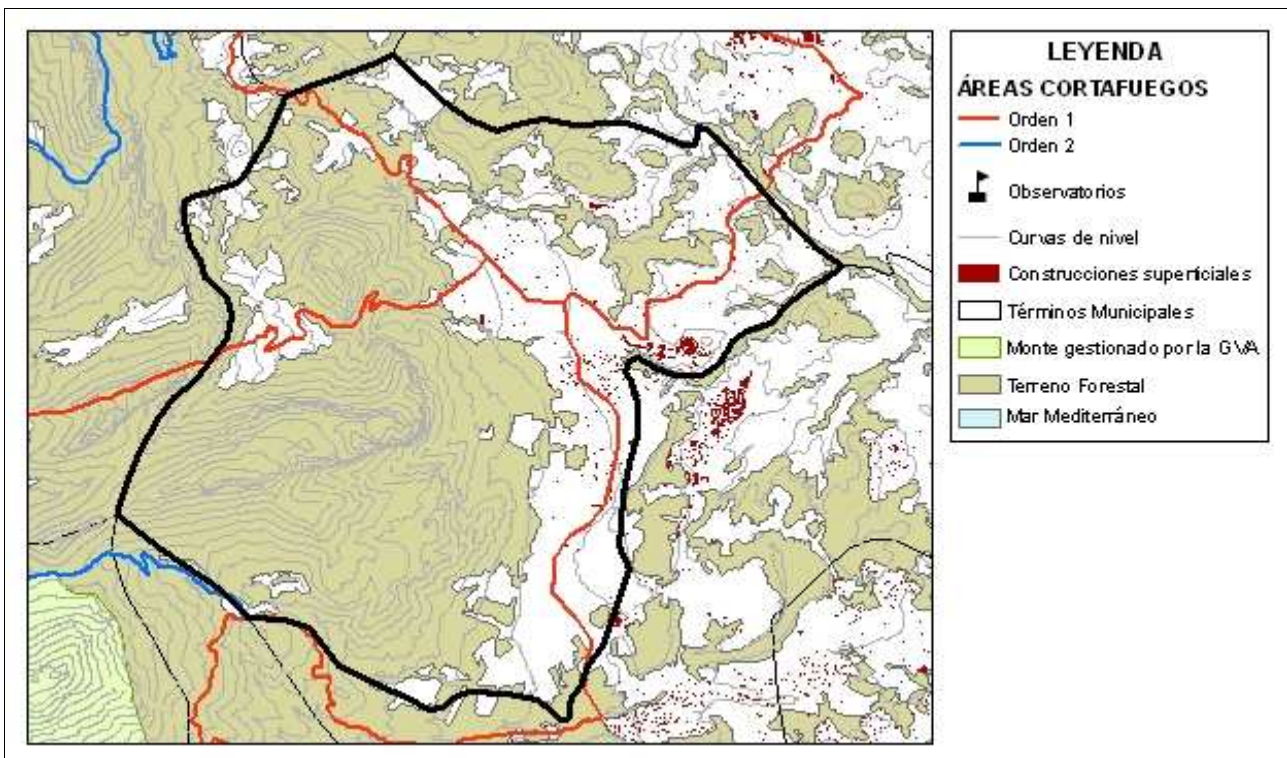 LEYENDA
ÁREAS CORTAFUEGOS
Orden 1
Orden 2
Observatorios
Curvas de nivel
Construcciones superficiales
Términos Municipales
Monte gestionado por la GVA
Terreno Forestal
Mar Mediterráneo